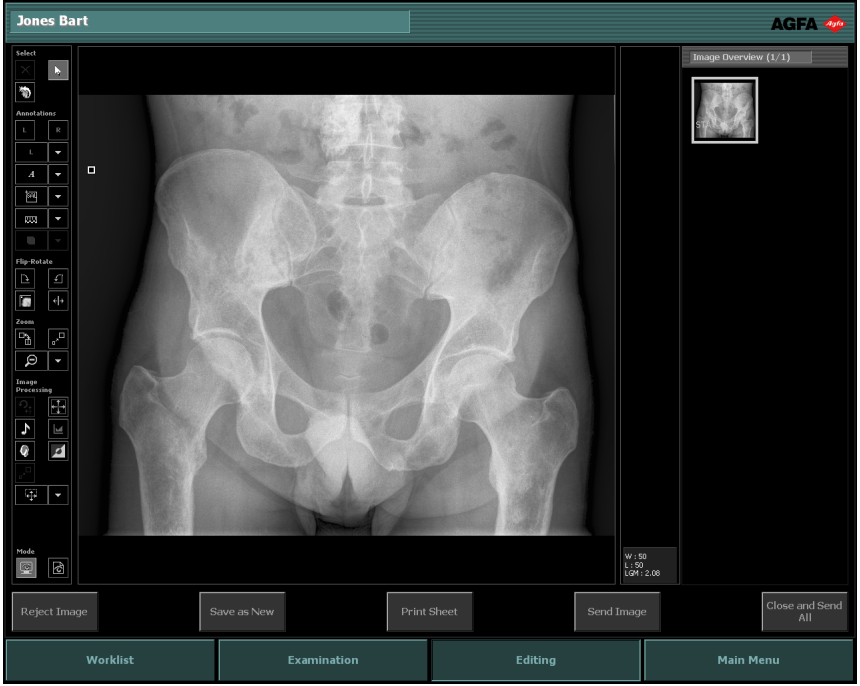 Jones Bart
AGFA
Agfa
Select
Image Overview (1/1)
ST
Annotations
L R
L
A
Flip-Rotate
Zoom
Image
Processing
Mode
W : 50
L : 50
LGM : 2.08
Reject Image
Save as New
Print Sheet
Send Image
Close and Send
All
Worklist
Examination
Editing
Main Menu